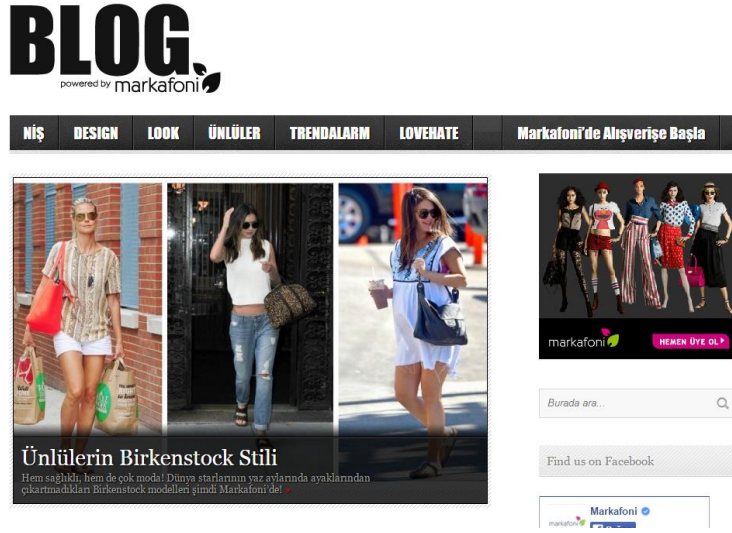 BLOG
powered by markafoni
NİŞ DESIGN LOOK ÜNLÜLER TRENDALARM LOVEHATE Markafoni'de Alışverişe Başla
Ünlülerin Birkenstock Stili
Hem sağlıklı, hem de çok moda! Dünya starlarının yaz aylarında ayaklarından
çıkartmadıkları Birkenstock modelleri şimdi Markafoni'de! »
markafoni HEMEN ÜYE OL
Burada ara...
Find us on Facebook
Markafoni
markafoni